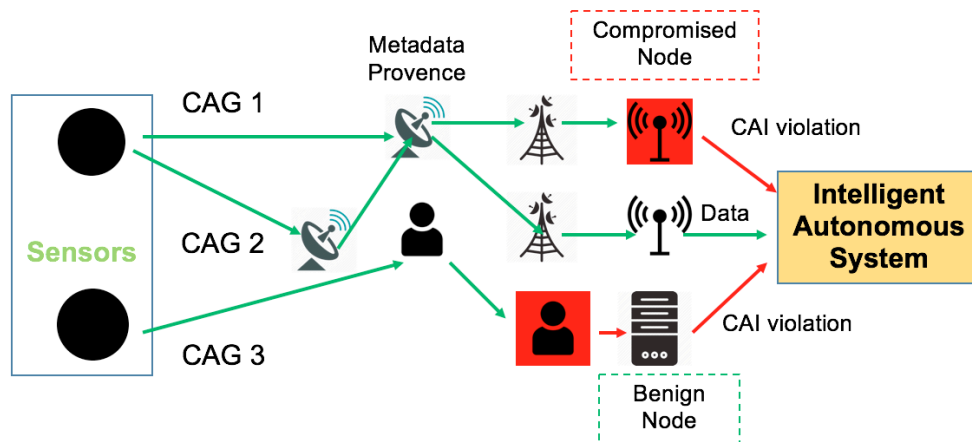 Compromised
Node
Metadata
Provence
CAG 1
CAI violation
Sensors
CAG 2
Data
Intelligent
Autonomous
System
CAG 3
CAI violation
Benign
Node